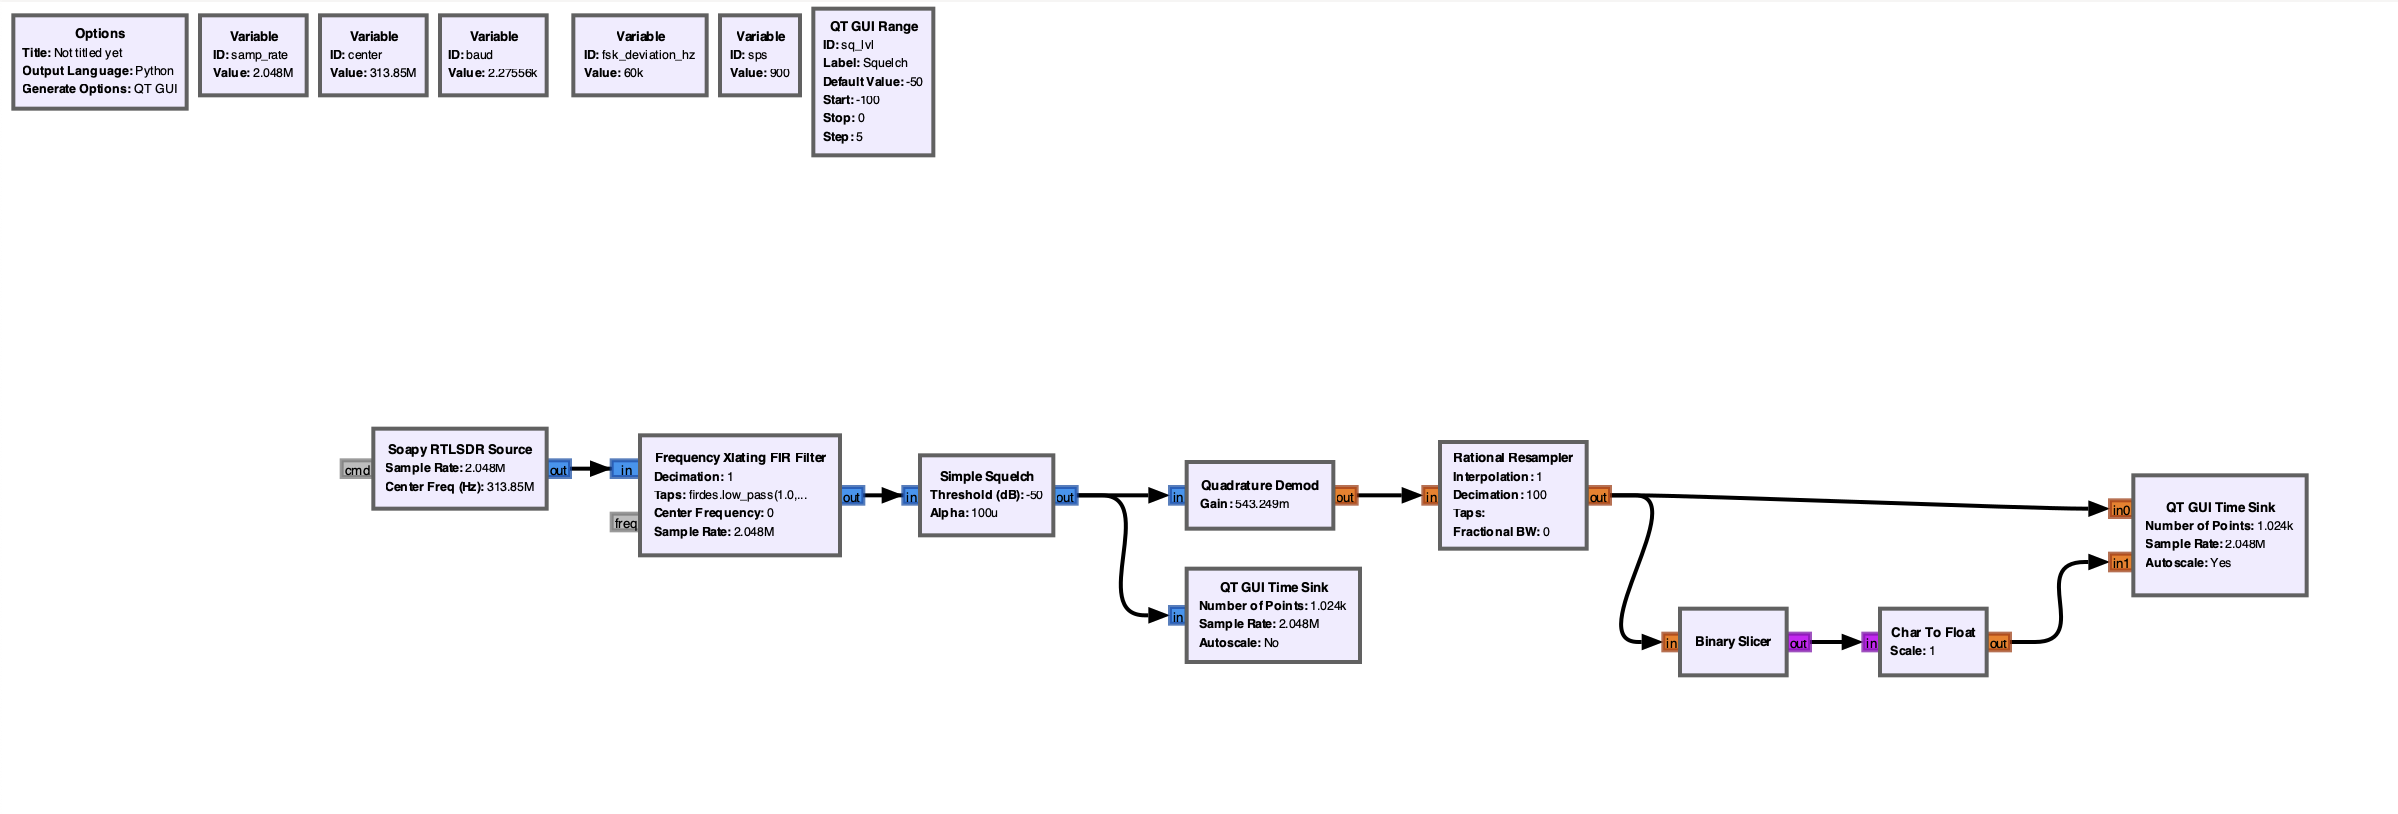 Options
Title: Not titled yet
Output Language: Python
Generate Options: QT GUI
Variable
ID: samp_rate
Value: 2.048M
Variable
ID: center
Value: 313.85M
Variable
ID: baud
Value: 2.27556k
Variable
ID: fsk_deviation_hz
Value: 60k
Variable
ID: sps
Value: 900
QT GUI Range
ID: sq_lvl
Label: Squelch
Default Value: -50
Start: -100
Stop: 0
Step: 5
cmd
Soapy RTLSDR Source
Sample Rate: 2.048M
Center Freq (Hz): 313.85M
out
in
freq
Frequency Xlating FIR Filter
Decimation: 1
Taps: firdes.low_pass(1.0,...
Center Frequency: 0
Sample Rate: 2.048M
out
in
Simple Squelch
Threshold (dB): -50
Alpha: 100u
out
in
Quadrature Demod
Gain: 543.249m
out
in
QT GUI Time Sink
Number of Points: 1.024k
Sample Rate: 2.048M
Autoscale: No
in
Rational Resampler
Interpolation: 1
Decimation: 100
Taps:
Fractional BW: 0
out
in
Binary Slicer
out
in
Char To Float
Scale: 1
out
in0
in1
QT GUI Time Sink
Number of Points: 1.024k
Sample Rate: 2.048M
Autoscale: Yes